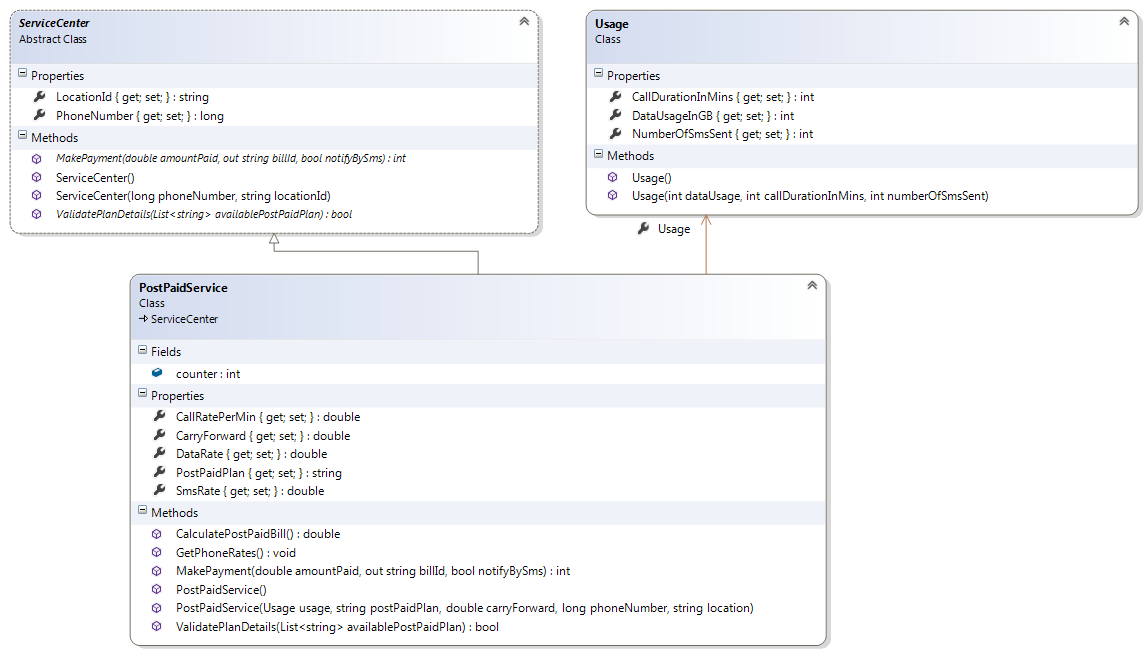 ServiceCenter
Abstract Class
Properties
LocationId { get; set; } : string
PhoneNumber { get; set; } : long
Methods
MakePayment(double amountPaid, out string billId, bool notifyBySms) : int
ServiceCenter()
ServiceCenter(long phoneNumber, string locationId)
ValidatePlanDetails(List<string> availablePostPaidPlan) : bool
Usage
Class
Properties
CallDurationInMins { get; set; } : int
DataUsageInGB { get; set; } : int
NumberOfSmsSent { get; set; } : int
Methods
Usage()
Usage(int dataUsage, int callDurationInMins, int numberOfSmsSent)
Usage
PostPaidService
Class
ServiceCenter
Fields
counter : int
Properties
CallRatePerMin { get; set; } : double
CarryForward { get; set; } : double
DataRate { get; set; } : double
PostPaidPlan { get; set; } : string
SmsRate { get; set; } : double
Methods
CalculatePostPaidBill() : double
GetPhoneRates() : void
MakePayment(double amountPaid, out string billId, bool notifyBySms) : int
PostPaidService()
PostPaidService(Usage usage, string postPaidPlan, double carryForward, long phoneNumber, string location)
ValidatePlanDetails(List<string> availablePostPaidPlan) : bool